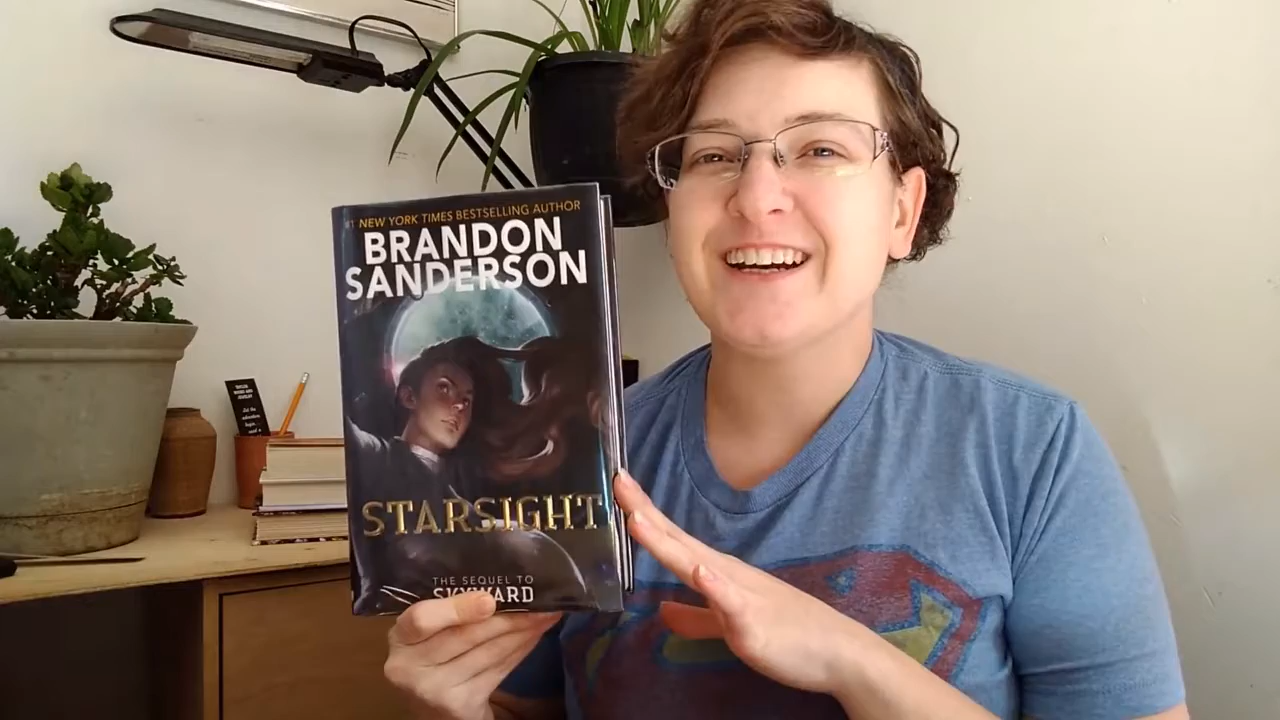 #1 NEW YORK TIMES BESTSELLING AUTHOR
BRANDON
SANDERSON
STARSIGHT
THE SEQUEL TO
SKYWARD